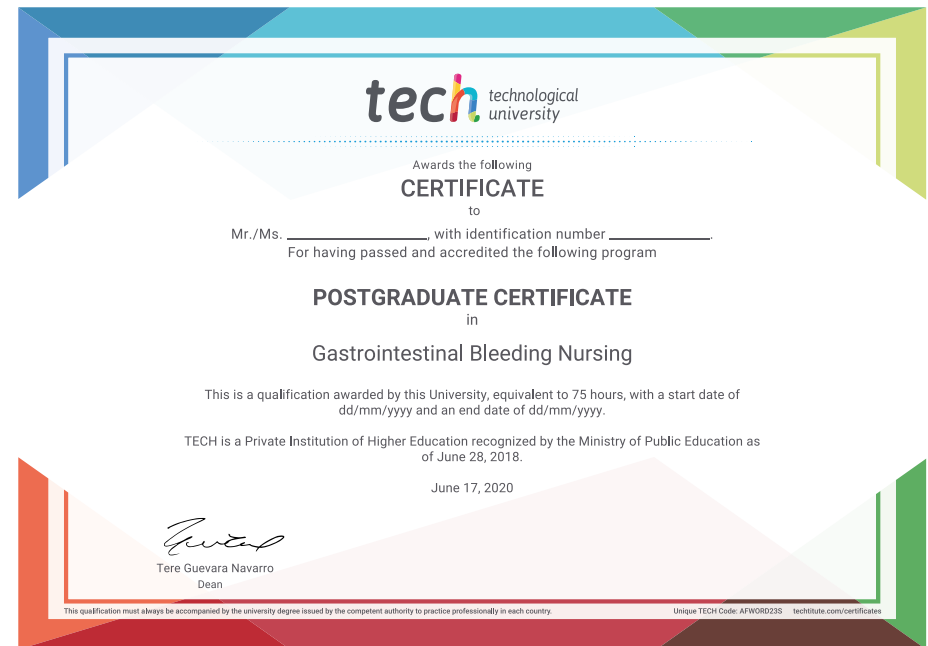 tech technological
university
Awards the following
CERTIFICATE
to
Mr./Ms. ____________________, with identification number ______________.
For having passed and accredited the following program
POSTGRADUATE CERTIFICATE
in
Gastrointestinal Bleeding Nursing
This is a qualification awarded by this University, equivalent to 75 hours, with a start date of
dd/mm/yyyy and an end date of dd/mm/yyyy.
TECH is a Private Institution of Higher Education recognized by the Ministry of Public Education as
of June 28, 2018.
June 17, 2020
Tere Guevara Navarro
Dean
This qualification must always be accompanied by the university degree issued by the competent authority to practice professionally in each country. Unique TECH Code: AFWORD23S techtitute.com/certificates